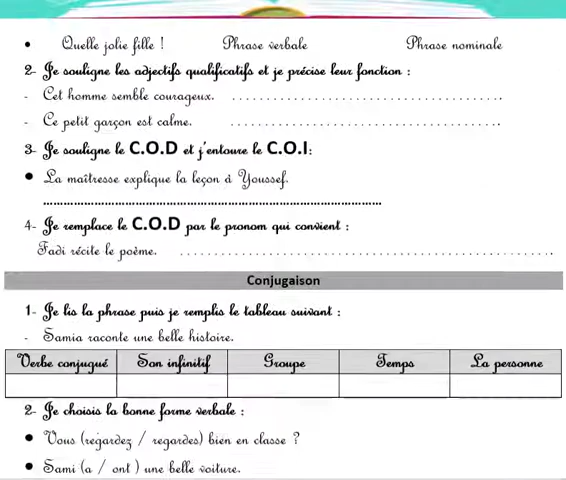 • Quelle jolie fille ! Phrase verbale Phrase nominale
2- Je souligne les adjectifs qualificatifs et je précise leur fonction :
- Cet homme semble courageux. ........................................
- Ce petit garçon est calme. ........................................
3- Je souligne le C.O.D et j'entoure le C.O.I:
• La maîtresse explique la leçon à Youssef.
................................................................................
4- Je remplace le C.O.D par le pronom qui convient :
Fadi récite le poème. ........................................................
Conjugaison
1- Je lis la phrase puis je remplis le tableau suivant :
- Samia raconte une belle histoire.
Verbe conjugué Son infinitif Groupe Temps La personne
2- Je choisis la bonne forme verbale :
• Vous (regardez / regardes) bien en classe ?
• Sami (a / ont ) une belle voiture.